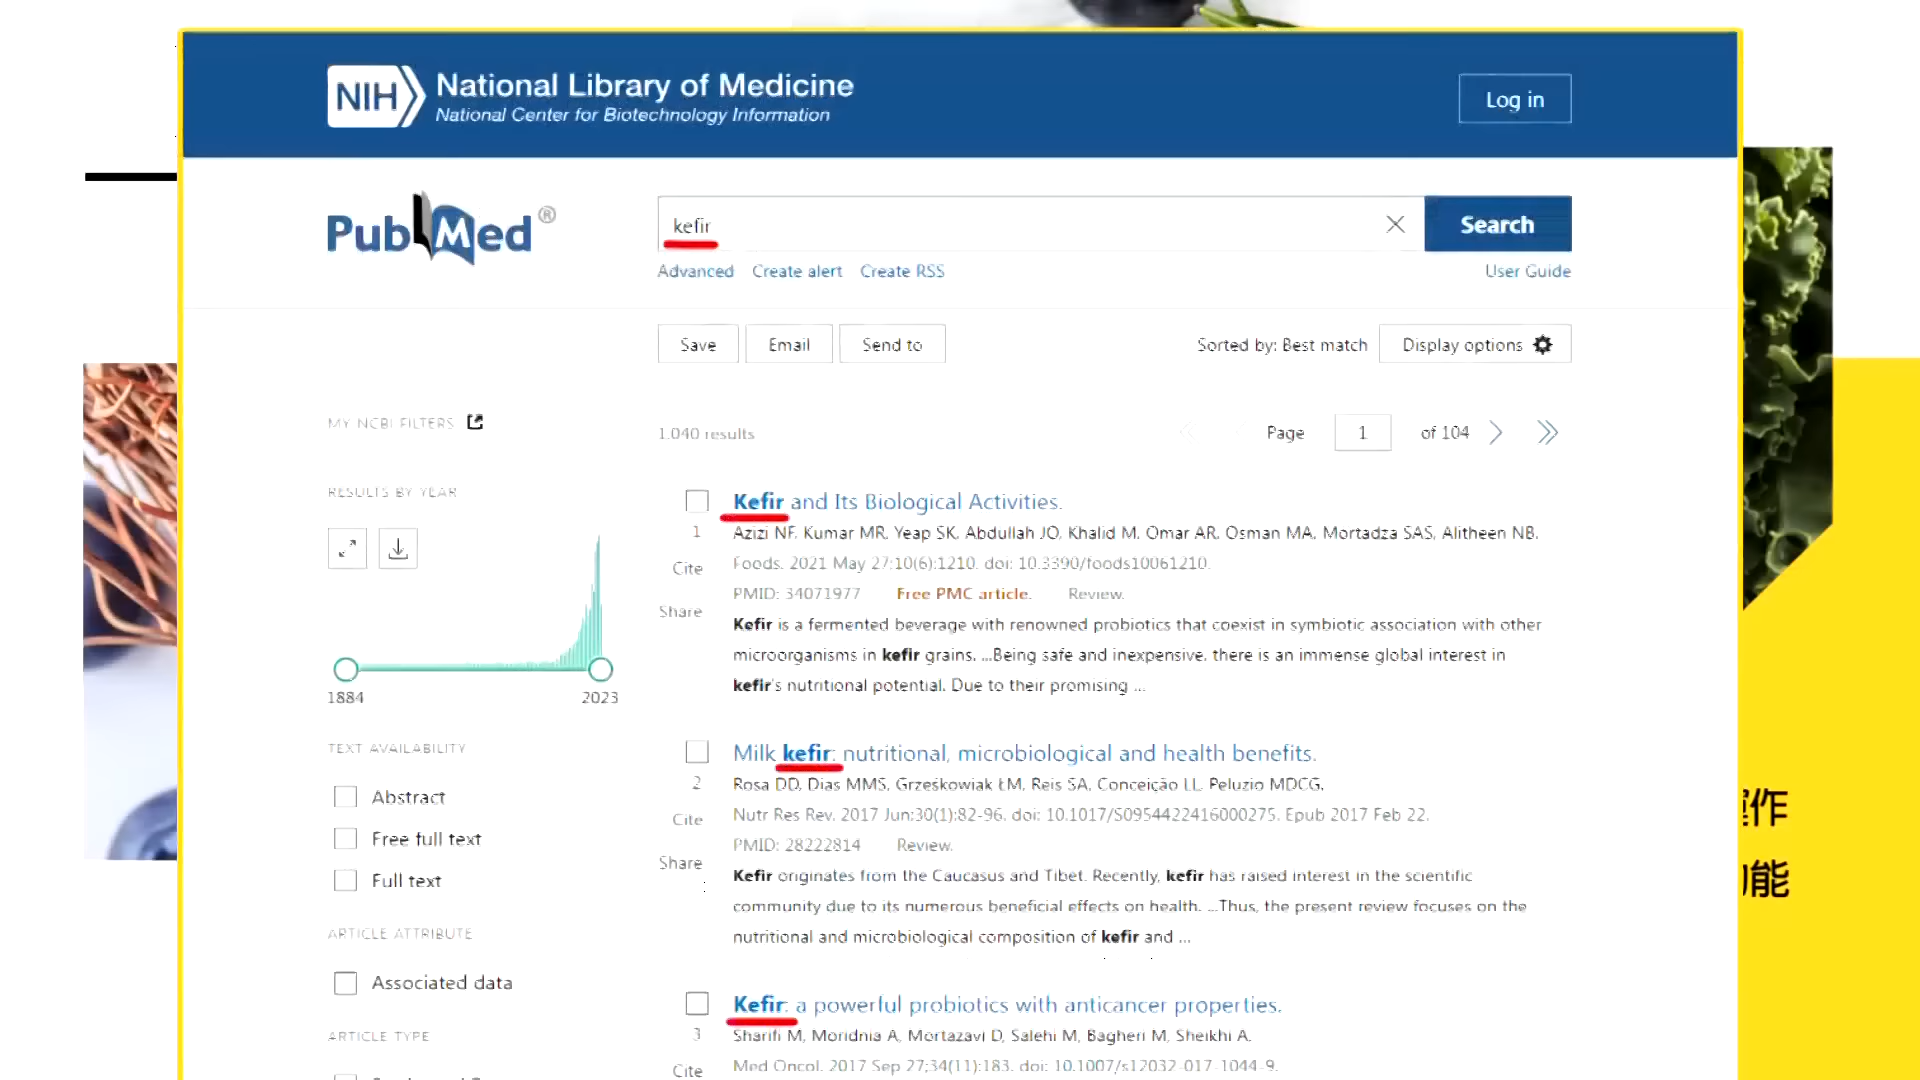 NIH National Library of Medicine
National Center for Biotechnology Information
Log in
PubMed®
kefir
Search
Advanced Create alert Create RSS
User Guide
Save Email Send to
Sorted by: Best match Display options
MY NCBI FILTERS
1,040 results
Page 1 of 104
RESULTS BY YEAR
1884 2023
TEXT AVAILABILITY
Abstract
Free full text
Full text
ARTICLE ATTRIBUTE
Associated data
ARTICLE TYPE
Kefir and Its Biological Activities.
1
Azizi NF, Kumar MR, Yeap SK, Abdullah JO, Khalid M, Omar AR, Osman MA, Mortadza SAS, Alitheen NB.
Cite
Foods. 2021 May 27;10(6):1210. doi: 10.3390/foods10061210.
PMID: 34071977 Free PMC article. Review.
Share
Kefir is a fermented beverage with renowned probiotics that coexist in symbiotic association with other
microorganisms in kefir grains. ...Being safe and inexpensive, there is an immense global interest in
kefir's nutritional potential. Due to their promising ...
Milk kefir: nutritional, microbiological and health benefits.
2
Rosa DD, Dias MMS, Grześkowiak ŁM, Reis SA, Conceição LL, Peluzio MDCG.
Cite
Nutr Res Rev. 2017 Jun;30(1):82-96. doi: 10.1017/S0954422416000275. Epub 2017 Feb 22.
PMID: 28222814 Review.
Share
Kefir originates from the Caucasus and Tibet. Recently, kefir has raised interest in the scientific
community due to its numerous beneficial effects on health. ...Thus, the present review focuses on the
nutritional and microbiological composition of kefir and ...
Kefir: a powerful probiotics with anticancer properties.
3
Sharifi M, Moridnia A, Mortazavi D, Salehi M, Bagheri M, Sheikhi A.
Cite
Med Oncol. 2017 Sep 27;34(11):183. doi: 10.1007/s12032-017-1044-9.
作
能